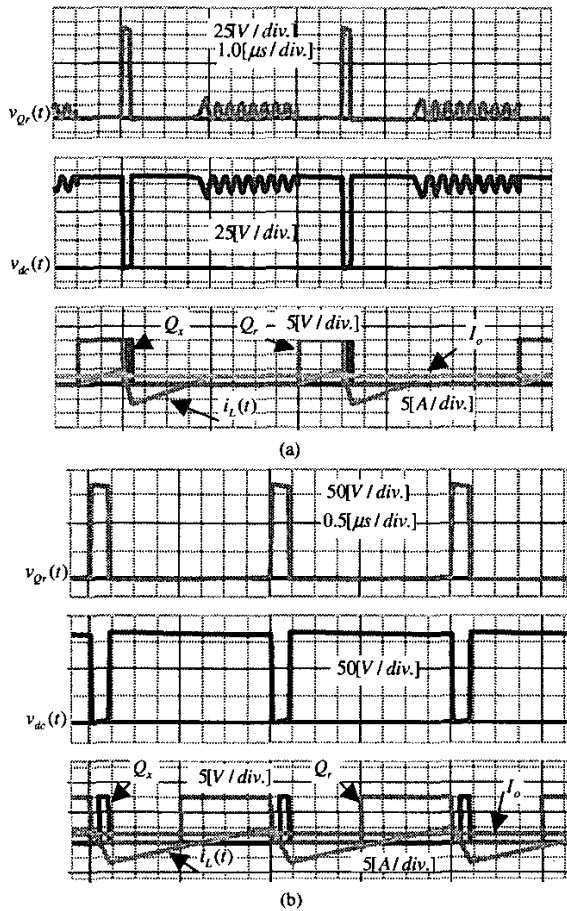 25[V/div.]
1.0[μs/div.]
v_Qr(t)
25[V/div.]
v_dc(t)
Q_x Q_r 5[V/div.] I_o
i_L(t) 5[A/div.]
(a)
50[V/div.]
0.5[μs/div.]
v_Qr(t)
50[V/div.]
v_dc(t)
Q_x 5[V/div.] Q_r I_o
i_L(t) 5[A/div.]
(b)